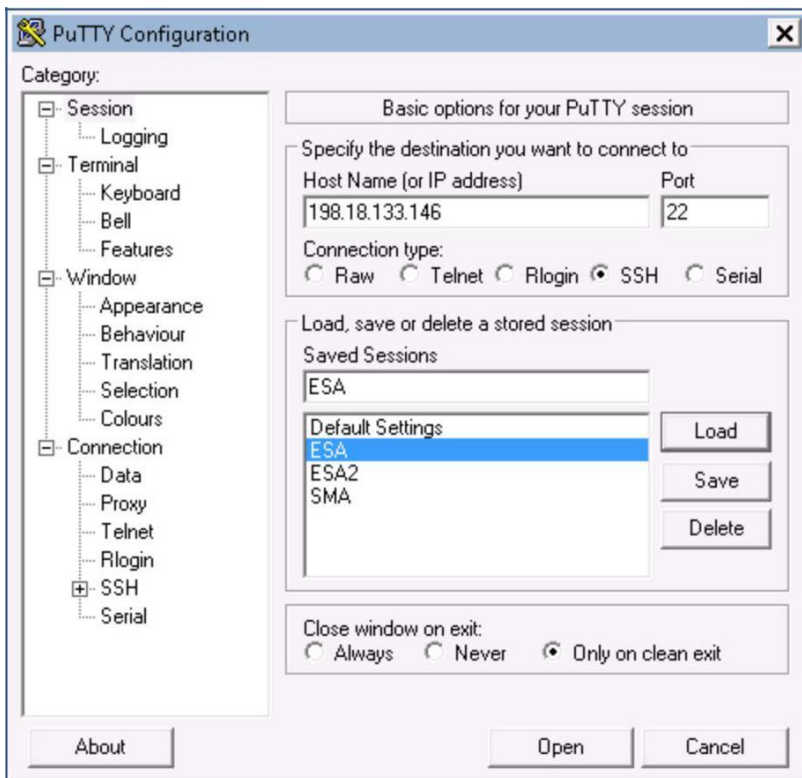 PuTTY Configuration
Category:
Session
Logging
Terminal
Keyboard
Bell
Features
Window
Appearance
Behaviour
Translation
Selection
Colours
Connection
Data
Proxy
Telnet
Rlogin
SSH
Serial
Basic options for your PuTTY session
Specify the destination you want to connect to
Host Name (or IP address) Port
198.18.133.146 22
Connection type:
Raw Telnet Rlogin SSH Serial
Load, save or delete a stored session
Saved Sessions
ESA
Default Settings
ESA
ESA2
SMA
Load
Save
Delete
Close window on exit:
Always Never Only on clean exit
About Open Cancel